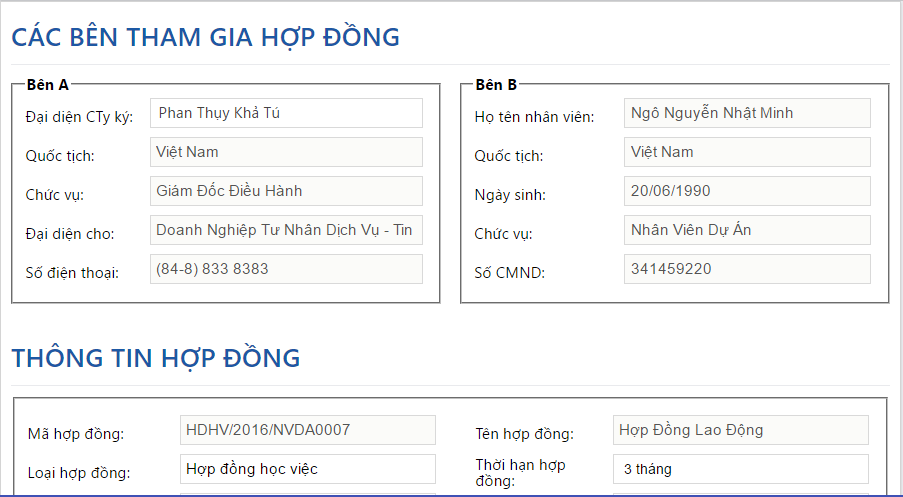 CÁC BÊN THAM GIA HỢP ĐỒNG
Bên A
Đại diện CTy ký: Phan Thụy Khả Tú
Quốc tịch: Việt Nam
Chức vụ: Giám Đốc Điều Hành
Đại diện cho: Doanh Nghiệp Tư Nhân Dịch Vụ - Tin
Số điện thoại: (84-8) 833 8383
Bên B
Họ tên nhân viên: Ngô Nguyễn Nhật Minh
Quốc tịch: Việt Nam
Ngày sinh: 20/06/1990
Chức vụ: Nhân Viên Dự Án
Số CMND: 341459220
THÔNG TIN HỢP ĐỒNG
Mã hợp đồng: HDHV/2016/NVDA0007
Tên hợp đồng: Hợp Đồng Lao Động
Loại hợp đồng: Hợp đồng học việc
Thời hạn hợp
đồng: 3 tháng